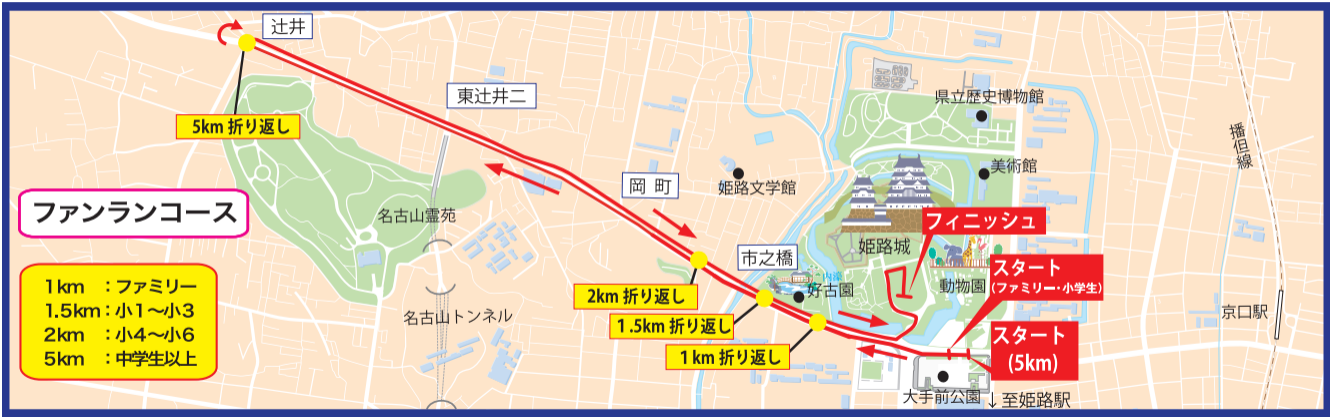 辻井
東辻井二
5km 折り返し
県立歴史博物館
播但線
美術館
岡 町
姫路文学館
ファンランコース
名古山霊苑
フィニッシュ
姫路城
市之橋
スタート
(ファミリー・小学生)
動物園
内濠
好古園
2km 折り返し
1km :ファミリー
1.5km:小1〜小3
2km :小4〜小6
5km :中学生以上
名古山トンネル
1.5km 折り返し
京口駅
スタート
(5km)
1km 折り返し
大手前公園
↓至姫路駅